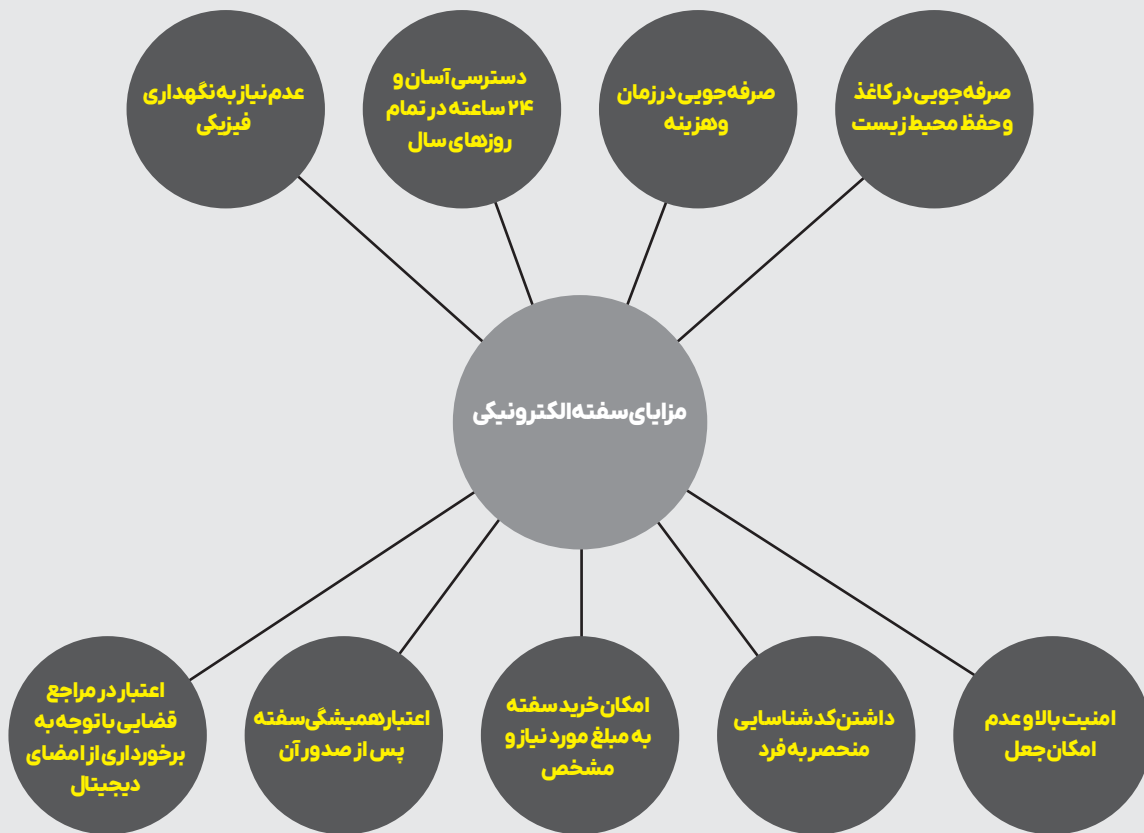 صرفه‌جویی در کاغذ
و حفظ محیط زیست
صرفه‌جویی در زمان
و هزینه
دسترسی آسان و
۲۴ ساعته در تمام
روزهای سال
عدم نیاز به نگهداری
فیزیکی
مزایای سفته الکترونیکی
امنیت بالا و عدم
امکان جعل
داشتن کد شناسایی
منحصر به فرد
امکان خرید سفته
به مبلغ مورد نیاز و
مشخص
اعتبار همیشگی سفته
پس از صدور آن
اعتبار در مراجع
قضایی با توجه به
برخورداری از امضای
دیجیتال